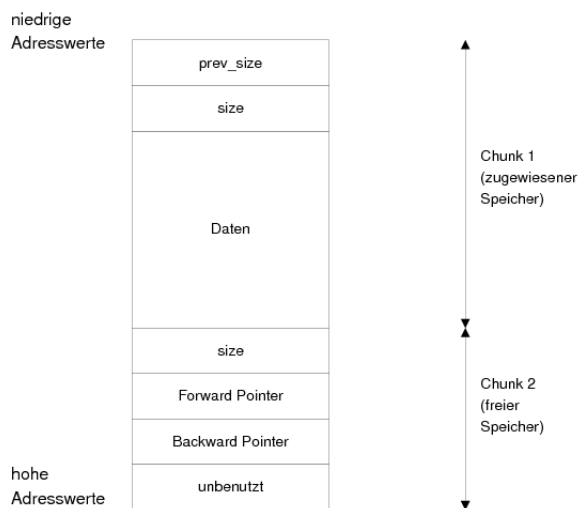 niedrige
Adresswerte
prev_size
size
Daten
Chunk 1
(zugewiesener
Speicher)
size
Forward Pointer
Backward Pointer
unbenutzt
Chunk 2
(freier
Speicher)
hohe
Adresswerte